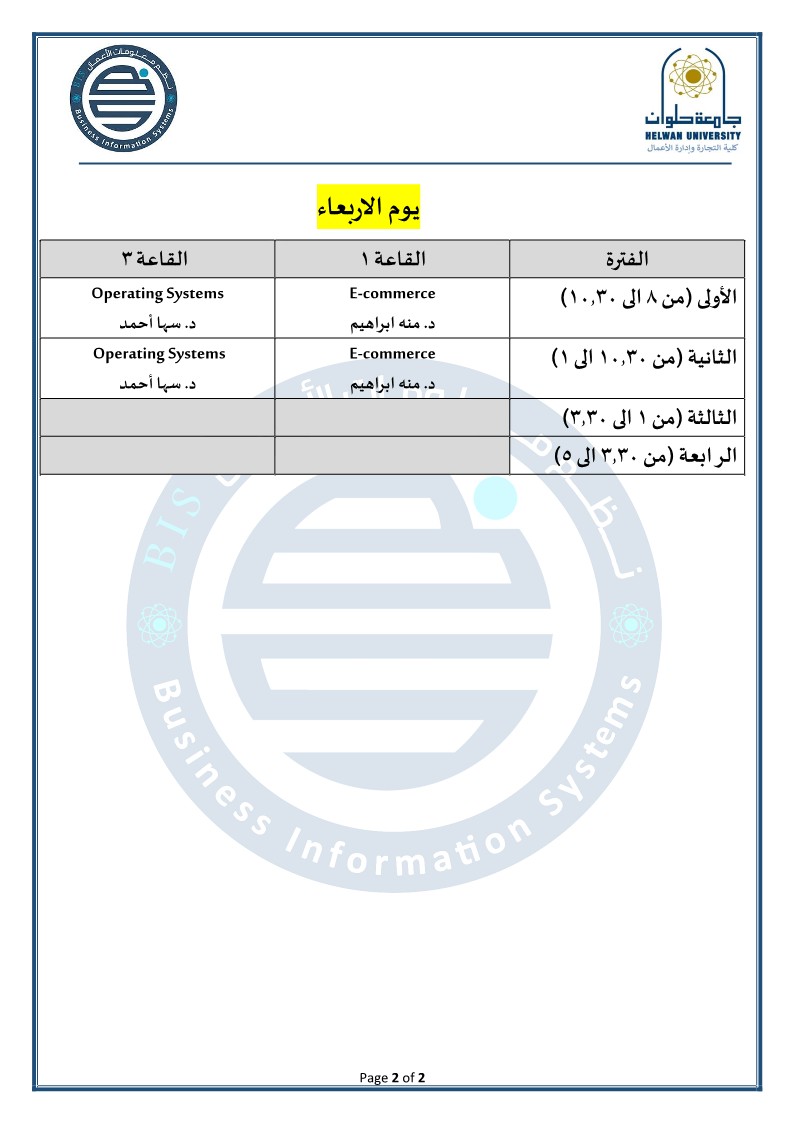 نظم معلومات الأعمال
BIS
Business Information Systems
جامعة حلوان
HELWAN UNIVERSITY
كلية التجارة وإدارة الأعمال
يوم الاربعاء
الفترة القاعة ١ القاعة ٣
الأولى (من ٨ الى ١٠,٣٠) E-commerce Operating Systems
د. منه ابراهيم د. سها أحمد
الثانية (من ١٠,٣٠ الى ١) E-commerce Operating Systems
د. منه ابراهيم د. سها أحمد
الثالثة (من ١ الى ٣,٣٠)
الرابعة (من ٣,٣٠ الى ٥)
BIS
Business Information Systems
Page 2 of 2